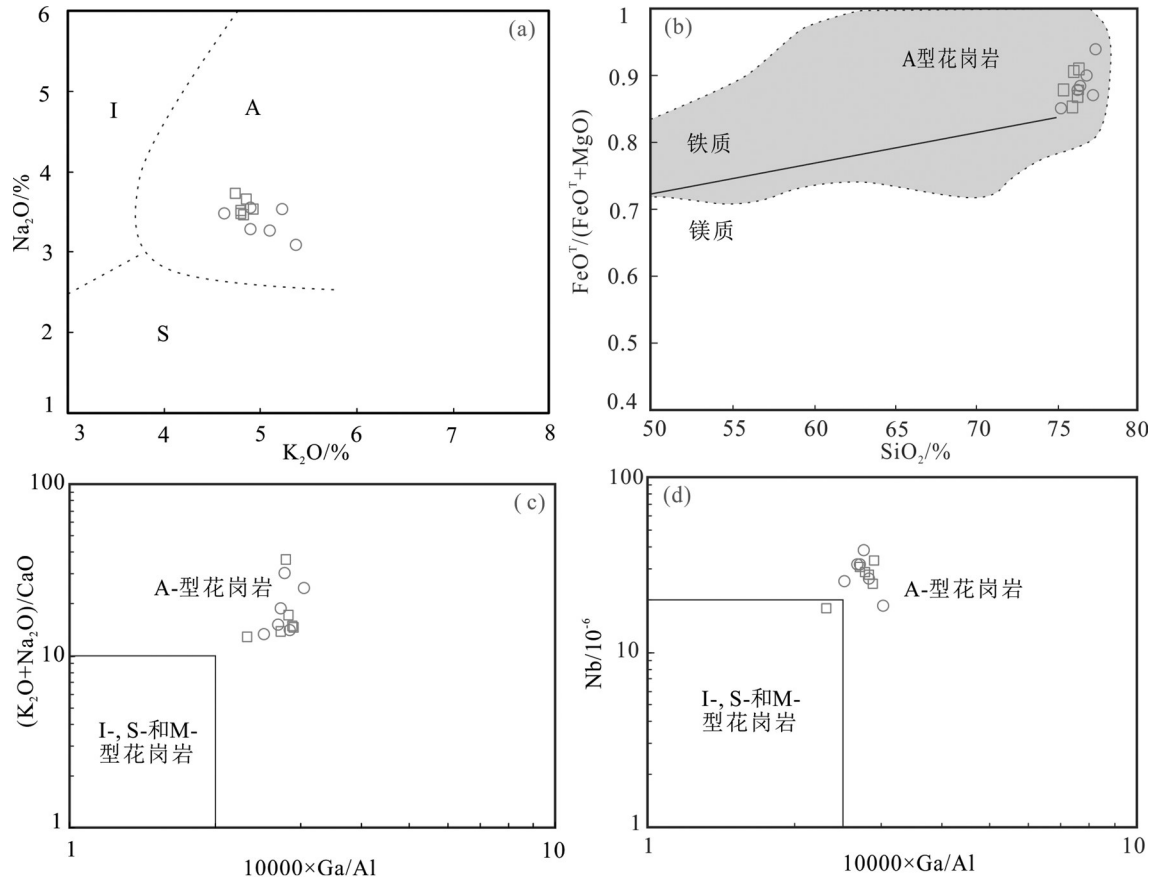 (a)
6
5
4
3
2
1
Na₂O/%
I
A
S
3
4
5
6
7
8
K₂O/%
(b)
1
0.9
0.8
0.7
0.6
0.5
0.4
FeOᵀ/(FeOᵀ+MgO)
A型花岗岩
铁质
镁质
50
55
60
65
70
75
80
SiO₂/%
(c)
100
10
1
(K₂O+Na₂O)/CaO
A-型花岗岩
I-, S-和M-
型花岗岩
1
10
10000×Ga/Al
(d)
100
10
1
Nb/10⁻⁶
A-型花岗岩
I-, S-和M-
型花岗岩
1
10
10000×Ga/Al